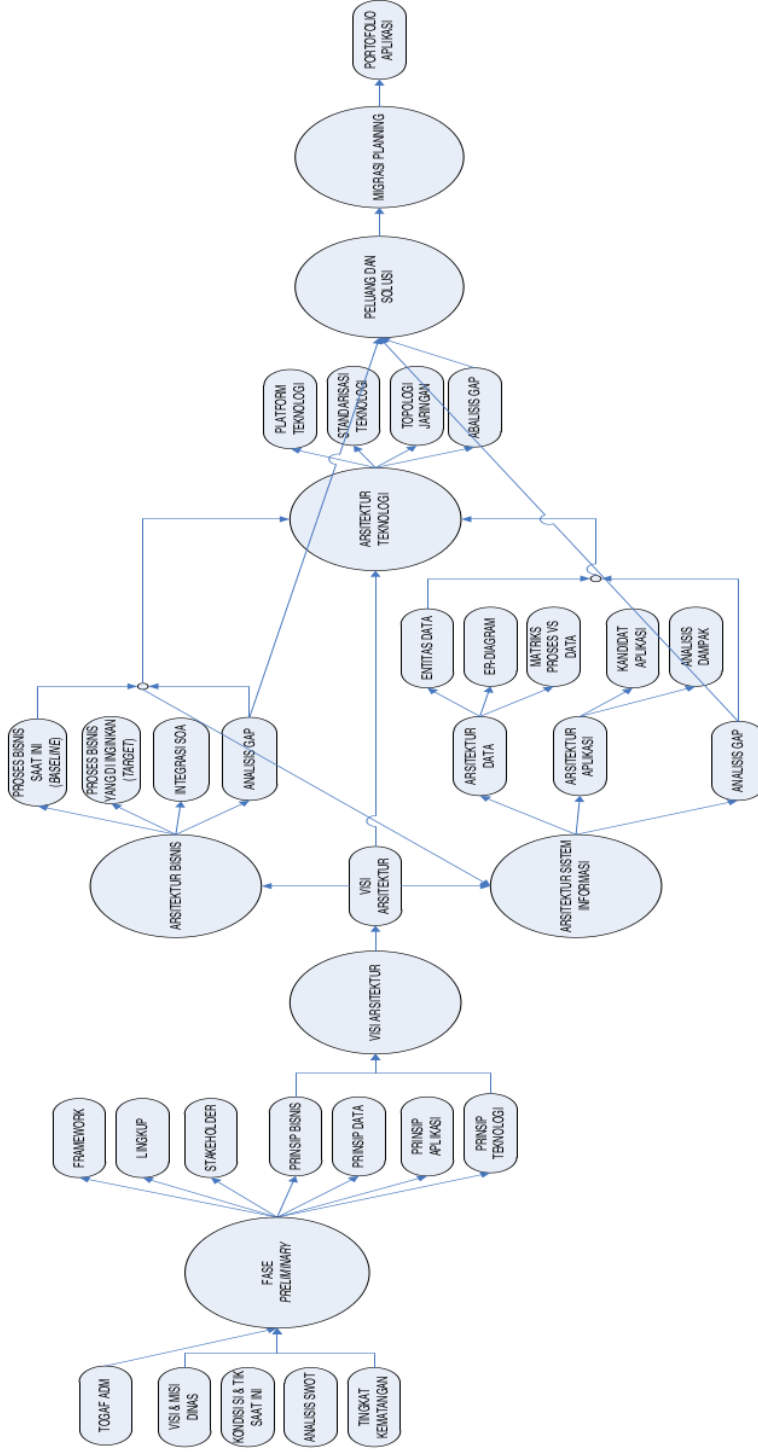 TOGAF ADM
VISI & MISI
DINAS
KONDISI SI & TIK
SAAT INI
ANALISIS SWOT
TINGKAT
KEMATANGAN
FASE
PRELIMINARY
FRAMEWORK
LINGKUP
STAKEHOLDER
PRINSIP BISNIS
PRINSIP DATA
PRINSIP
APLIKASI
PRINSIP
TEKNOLOGI
VISI ARSITEKTUR
VISI
ARSITEKTUR
ARSITEKTUR BISNIS
PROSES BISNIS
SAAT INI
(BASELINE)
PROSES BISNIS
YANG DI INGINKAN
(TARGET)
INTEGRASI SOA
ANALISIS GAP
ARSITEKTUR SISTEM
INFORMASI
ARSITEKTUR
DATA
ARSITEKTUR
APLIKASI
ANALISIS GAP
ENTITAS DATA
ER-DIAGRAM
MATRIKS
PROSES VS
DATA
KANDIDAT
APLIKASI
ANALISIS
DAMPAK
ARSITEKTUR
TEKNOLOGI
PLATFORM
TEKNOLOGI
STANDARISASI
TEKNOLOGI
TOPOLOGI
JARINGAN
ABALISIS GAP
PELUANG DAN
SOLUSI
MIGRASI PLANNING
PORTOFOLIO
APLIKASI